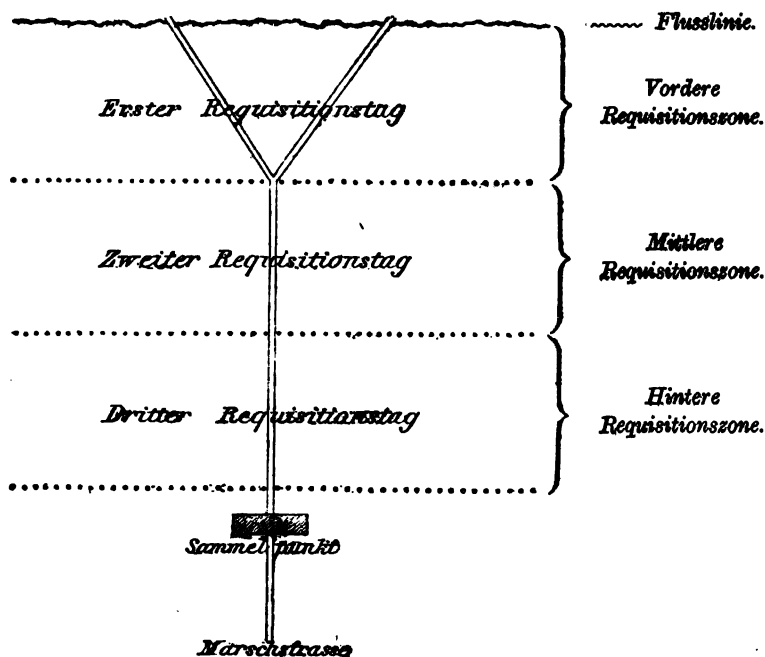 Flusslinie.
Erster Requisitionstag
Vordere
Requisitionszone.
Zweiter Requisitionstag
Mittlere
Requisitionszone.
Dritter Requisitionstag
Hintere
Requisitionszone.
Sammelpunkt
Marschstrasse